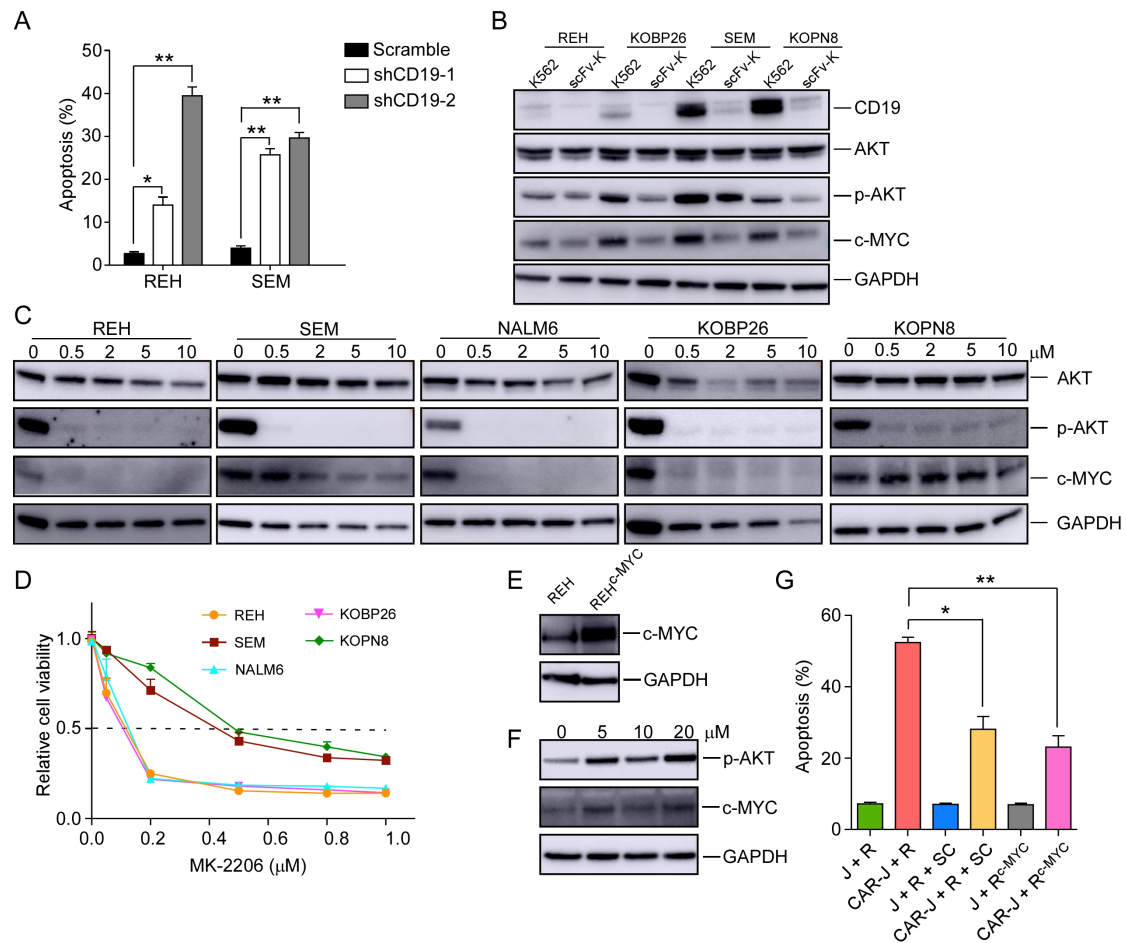 A
Apoptosis (%)
50
40
30
20
10
0
**
*
**
**
REH
SEM
Scramble
shCD19-1
shCD19-2
B
REH KOBP26 SEM KOPN8
K562 scFv-K K562 scFv-K K562 scFv-K K562 scFv-K
CD19
AKT
p-AKT
c-MYC
GAPDH
C
REH SEM NALM6 KOBP26 KOPN8
0 0.5 2 5 10 0 0.5 2 5 10 0 0.5 2 5 10 0 0.5 2 5 10 0 0.5 2 5 10 μM
AKT
p-AKT
c-MYC
GAPDH
D
Relative cell viability
1.0
0.5
0.0
REH
SEM
NALM6
KOBP26
KOPN8
0.0 0.2 0.4 0.6 0.8 1.0
MK-2206 (μM)
E
REH REHc-MYC
c-MYC
GAPDH
F
0 5 10 20 μM
p-AKT
c-MYC
GAPDH
G
Apoptosis (%)
60
40
20
0
**
*
J + R
CAR-J + R
J + R + SC
CAR-J + R + SC
J + Rc-MYC
CAR-J + Rc-MYC